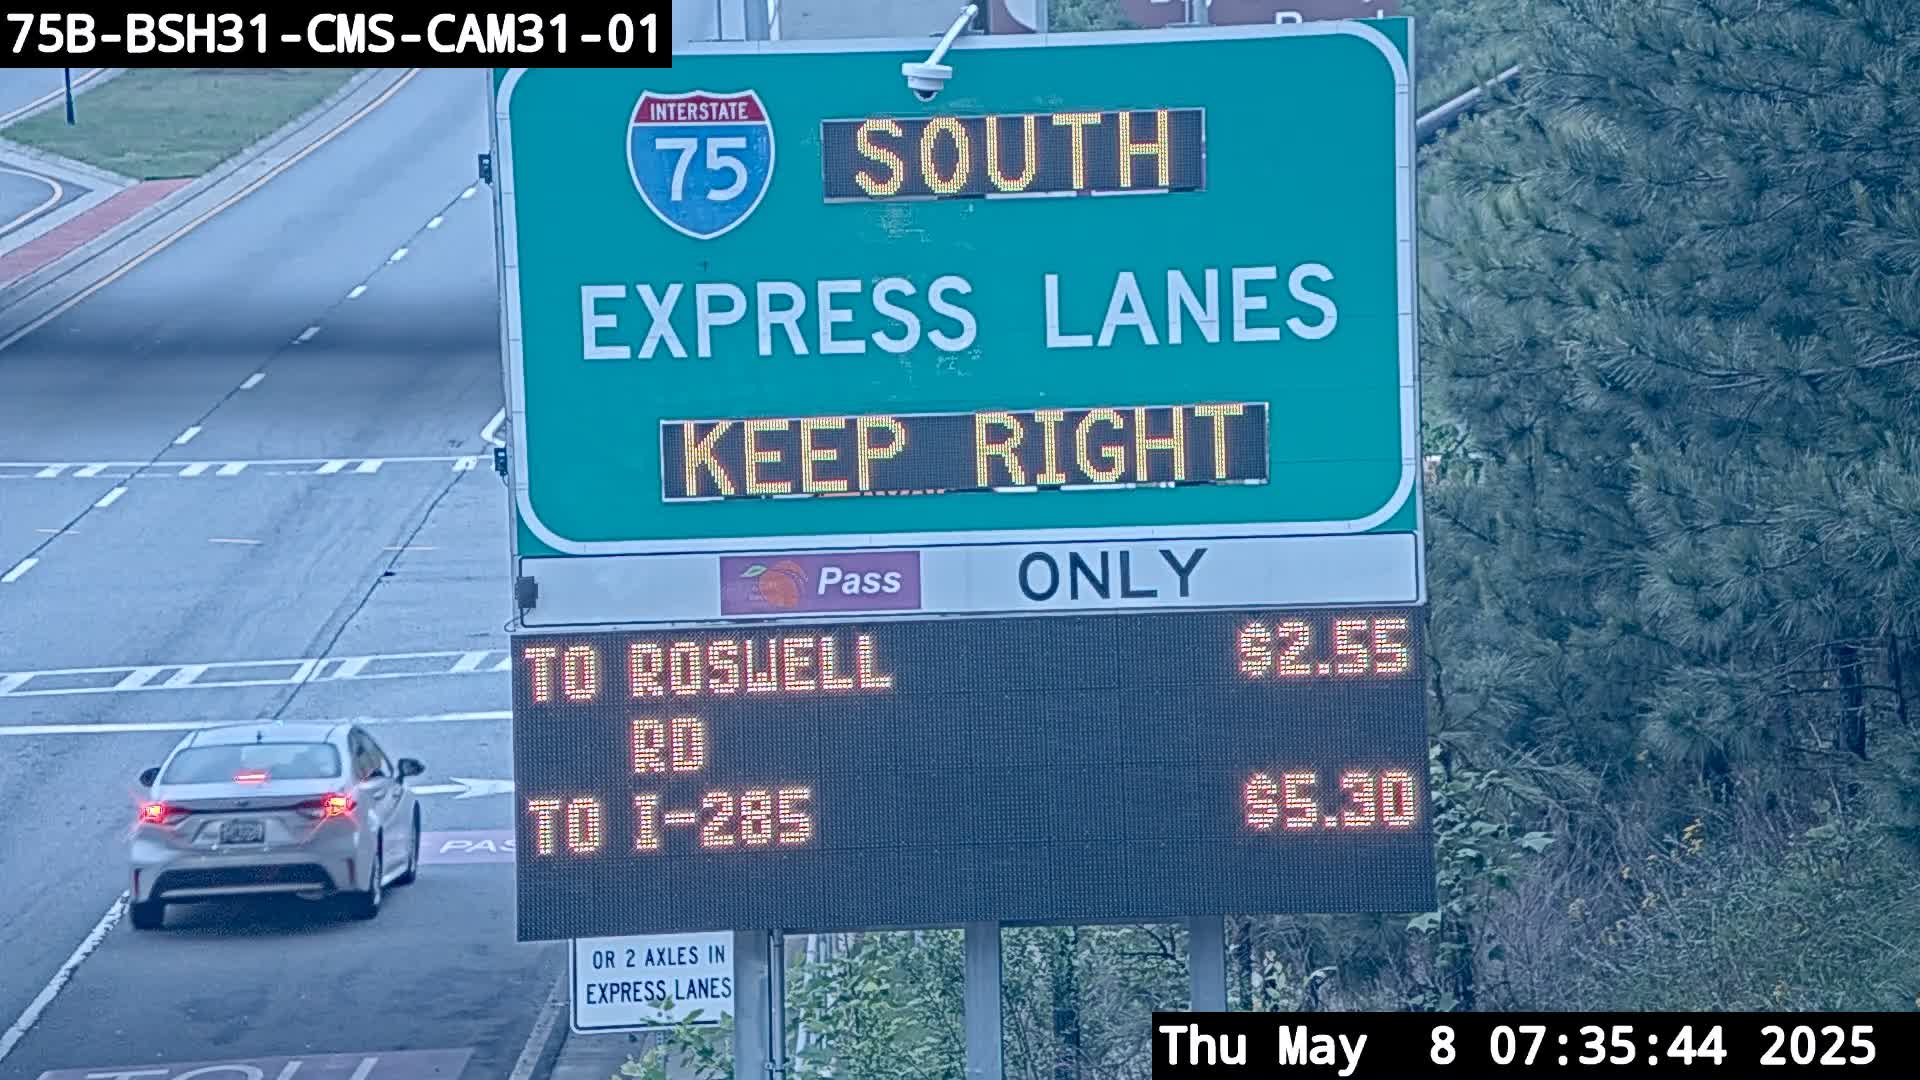 75B-BSH31-CMS-CAM31-01
INTERSTATE
75
SOUTH
EXPRESS LANES
KEEP RIGHT
Pass ONLY
TO ROSWELL $2.55
RD
TO I-285 $5.30
OR 2 AXLES IN
EXPRESS LANES
TOLL
Thu May 8 07:35:44 2025